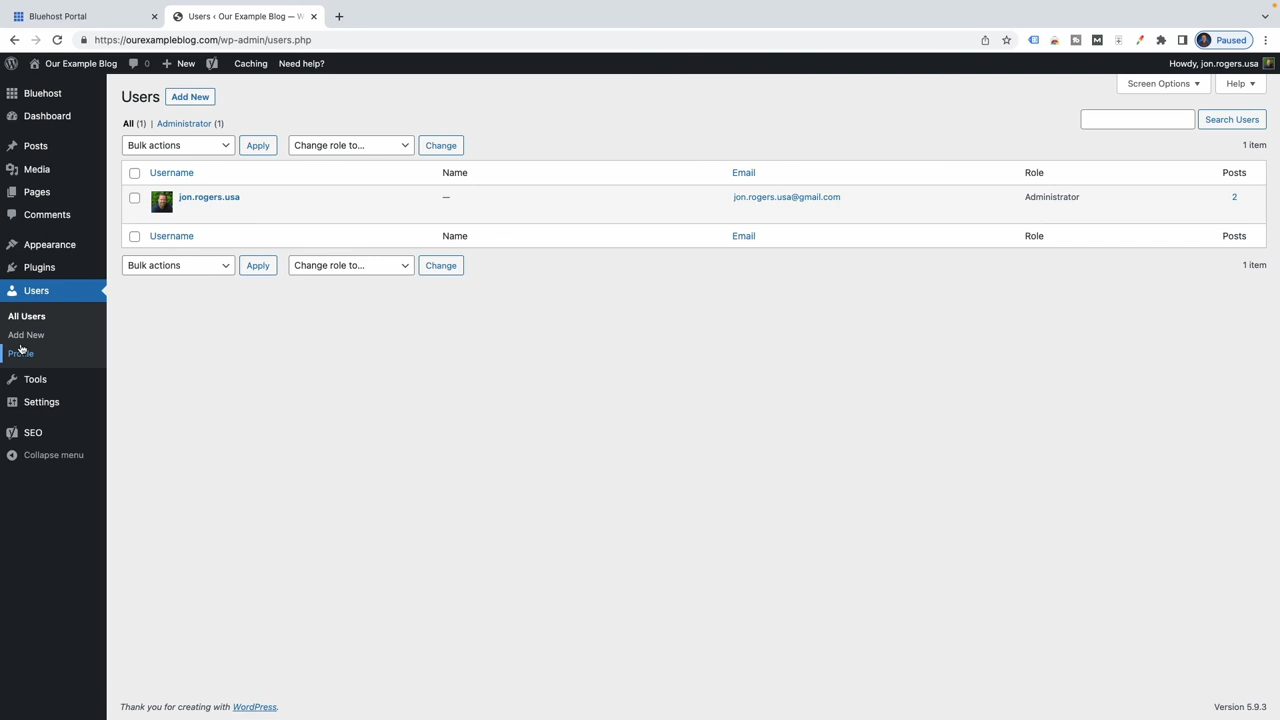 Bluehost Portal
Users ‹ Our Example Blog — W
https://ourexampleblog.com/wp-admin/users.php
Paused
Our Example Blog 0 New Caching Need help? Howdy, jon.rogers.usa
Bluehost
Dashboard
Posts
Media
Pages
Comments
Appearance
Plugins
Users
All Users
Add New
Profile
Tools
Settings
SEO
Collapse menu
Screen Options Help
Users Add New
All (1) | Administrator (1)
Search Users
Bulk actions Apply Change role to... Change 1 item
Username Name Email Role Posts
jon.rogers.usa — jon.rogers.usa@gmail.com Administrator 2
Username Name Email Role Posts
Bulk actions Apply Change role to... Change 1 item
Thank you for creating with WordPress. Version 5.9.3